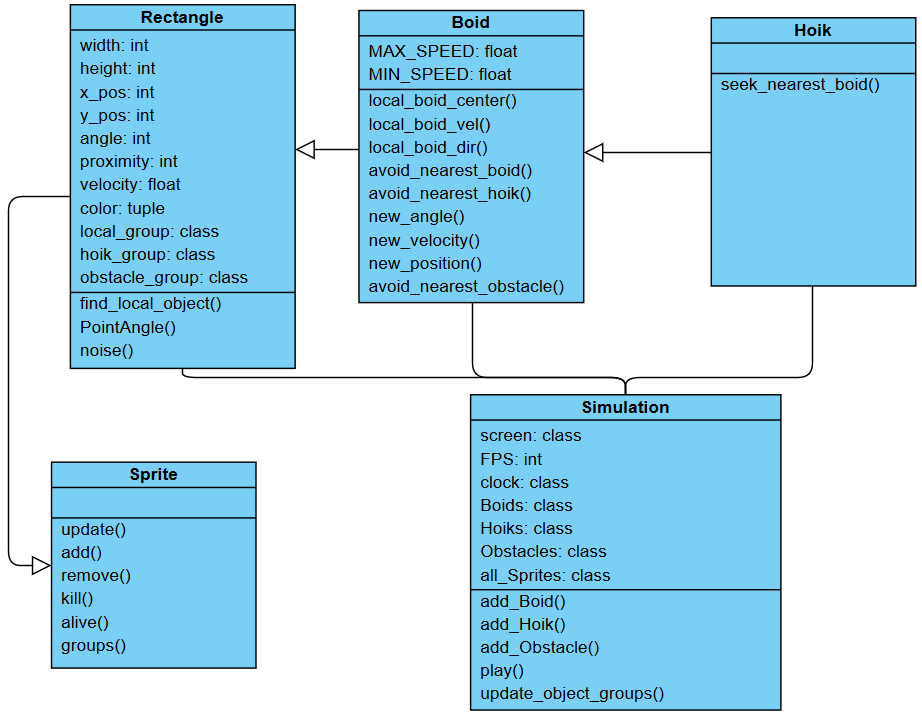 Rectangle
width: int
height: int
x_pos: int
y_pos: int
angle: int
proximity: int
velocity: float
color: tuple
local_group: class
hoik_group: class
obstacle_group: class
find_local_object()
PointAngle()
noise()
Boid
MAX_SPEED: float
MIN_SPEED: float
local_boid_center()
local_boid_vel()
local_boid_dir()
avoid_nearest_boid()
avoid_nearest_hoik()
new_angle()
new_velocity()
new_position()
avoid_nearest_obstacle()
Hoik
seek_nearest_boid()
Sprite
update()
add()
remove()
kill()
alive()
groups()
Simulation
screen: class
FPS: int
clock: class
Boids: class
Hoiks: class
Obstacles: class
all_Sprites: class
add_Boid()
add_Hoik()
add_Obstacle()
play()
update_object_groups()